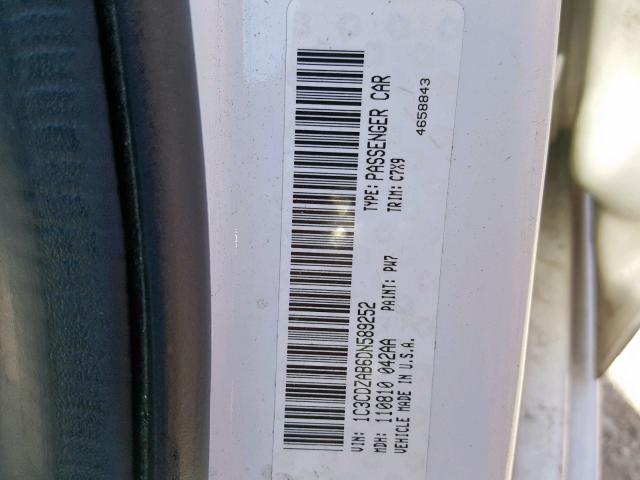 VIN: 1C3CDZAB6DN589252 TYPE: PASSENGER CAR
MDH: 110810 042AA PAINT: PW7 TRIM: C7X9
VEHICLE MADE IN U.S.A. 4658843